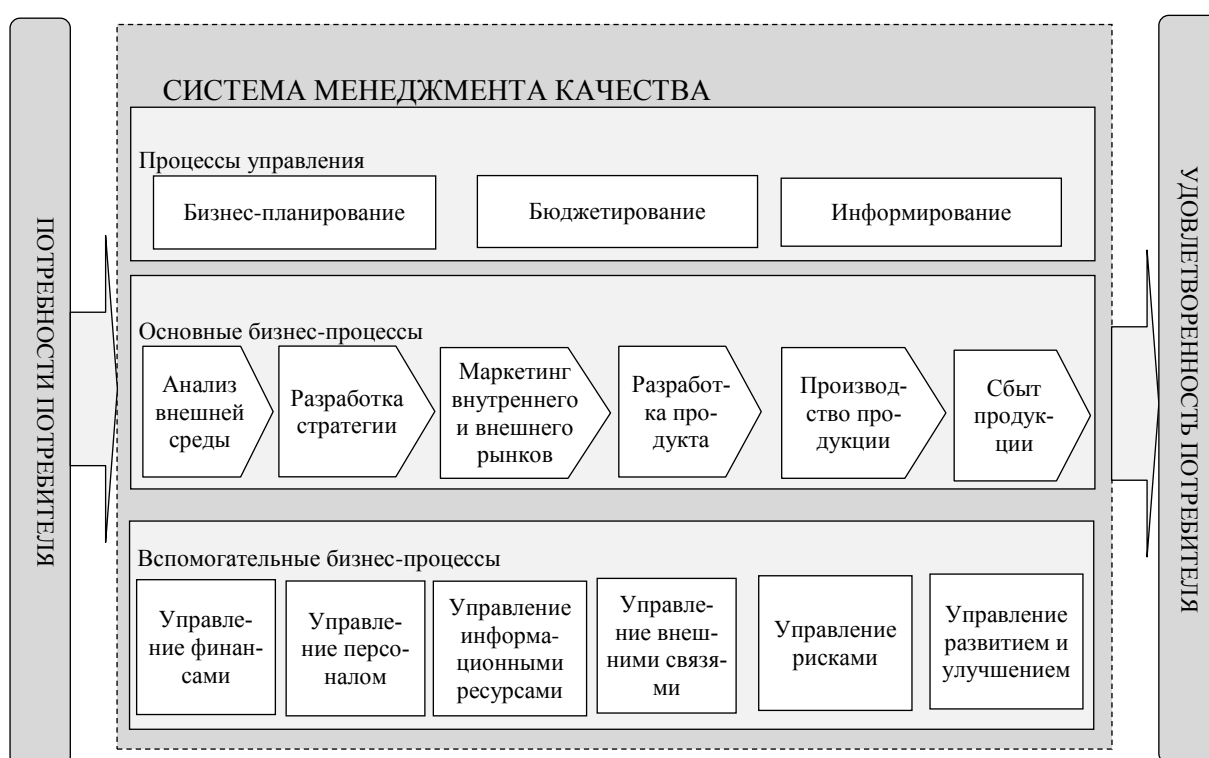 ПОТРЕБНОСТИ ПОТРЕБИТЕЛЯ
СИСТЕМА МЕНЕДЖМЕНТА КАЧЕСТВА
Процессы управления
Бизнес-планирование
Бюджетирование
Информирование
Основные бизнес-процессы
Анализ
внешней
среды
Разработка
стратегии
Маркетинг
внутреннего
и внешнего
рынков
Разработ-
ка про-
дукта
Производ-
ство про-
дукции
Сбыт
продук-
ции
Вспомогательные бизнес-процессы
Управле-
ние финан-
сами
Управле-
ние персо-
налом
Управление
информа-
ционными
ресурсами
Управле-
ние внеш-
ними связя-
ми
Управление
рисками
Управление
развитием и
улучшением
УДОВЛЕТВОРЕННОСТЬ ПОТРЕБИТЕЛЯ